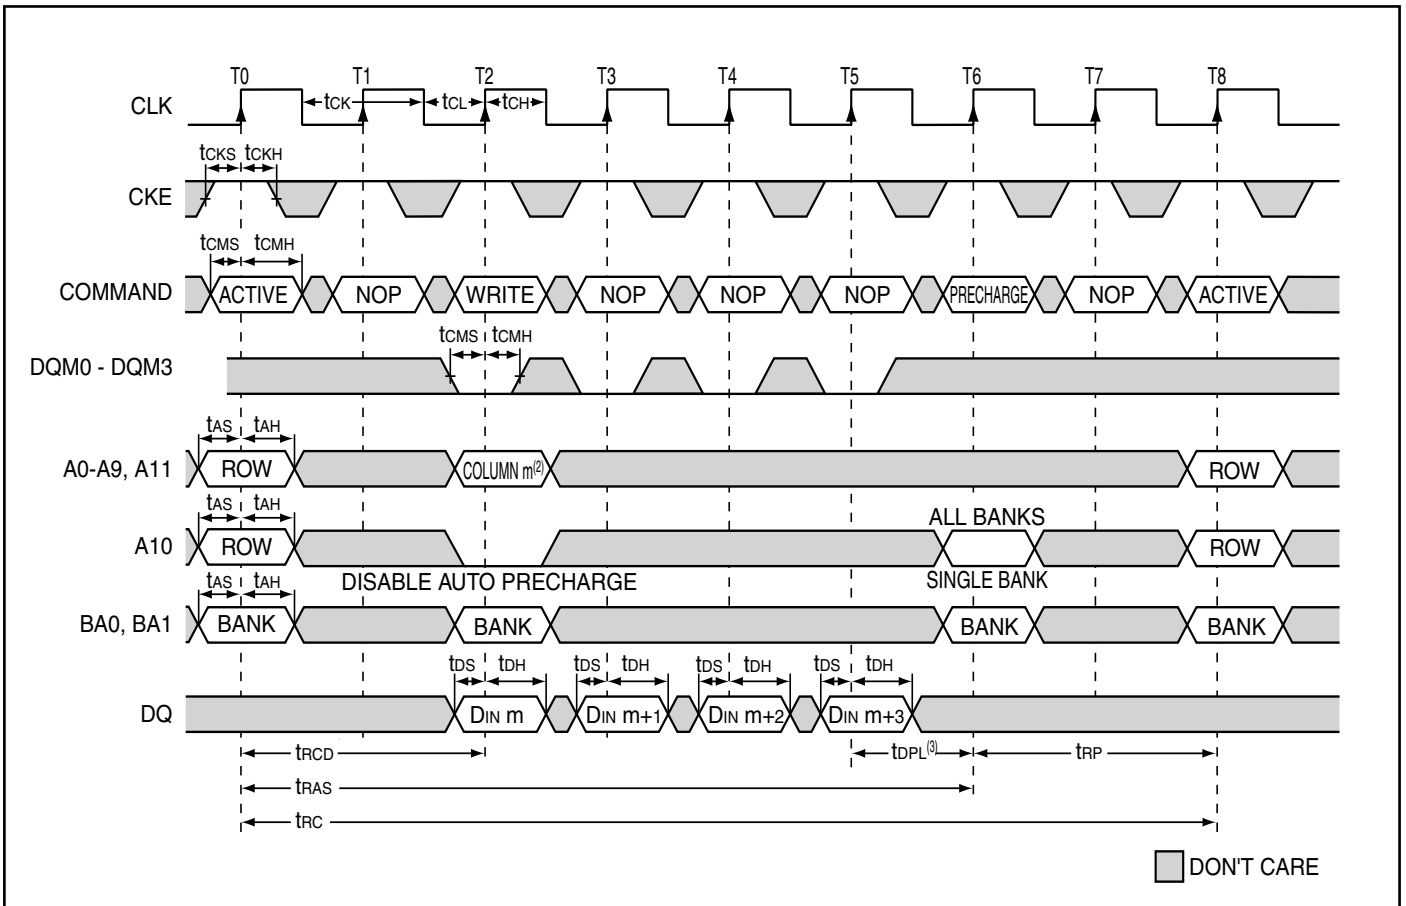 T0 T1 T2 T3 T4 T5 T6 T7 T8
CLK tCK tCL tCH
tCKS tCKH
CKE
tCMS tCMH
COMMAND ACTIVE NOP WRITE NOP NOP NOP PRECHARGE NOP ACTIVE
tCMS tCMH
DQM0 - DQM3
tAS tAH
A0-A9, A11 ROW COLUMN m(2) ROW
tAS tAH
ALL BANKS
A10 ROW ROW
DISABLE AUTO PRECHARGE SINGLE BANK
tAS tAH
BA0, BA1 BANK BANK BANK BANK
tDS tDH tDS tDH tDS tDH tDS tDH
DQ DIN m DIN m+1 DIN m+2 DIN m+3
tRCD tDPL(3) tRP
tRAS
tRC
DON'T CARE